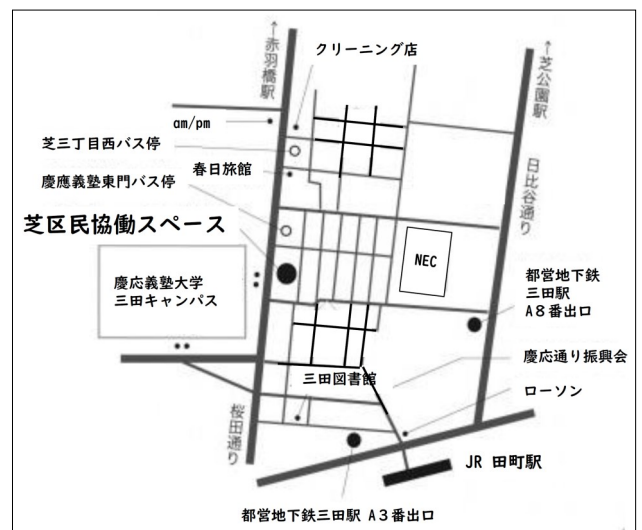 ←赤羽橋駅
クリーニング店
←芝公園駅
am/pm
芝三丁目西バス停
春日旅館
慶應義塾東門バス停
日比谷通り
芝区民協働スペース
NEC
慶応義塾大学
三田キャンパス
都営地下鉄
三田駅
A8番出口
慶応通り振興会
三田図書館
ローソン
桜田通り
JR 田町駅
都営地下鉄三田駅 A3番出口